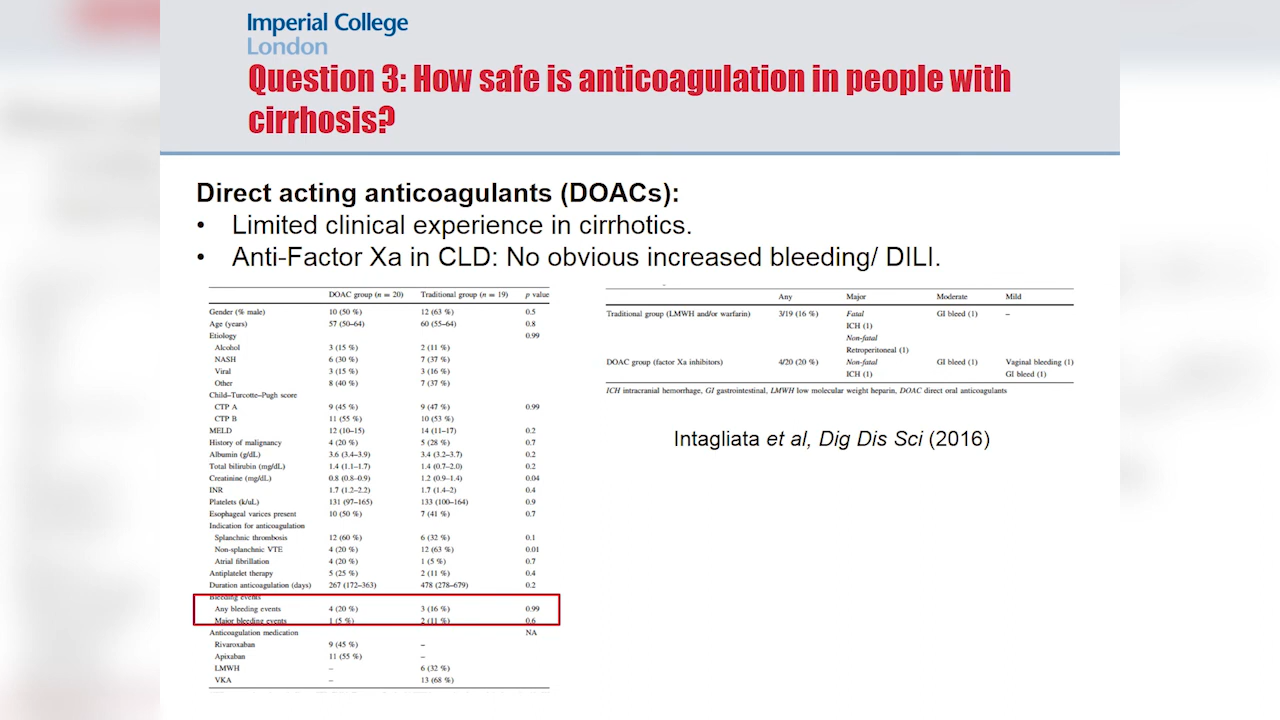 Imperial College
London
Question 3: How safe is anticoagulation in people with
cirrhosis?
Direct acting anticoagulants (DOACs):
• Limited clinical experience in cirrhotics.
• Anti-Factor Xa in CLD: No obvious increased bleeding/ DILI.
DOAC group (n = 20) Traditional group (n = 19) p value
Gender (% male) 10 (50 %) 12 (63 %) 0.5
Age (years) 57 (50–64) 60 (55–64) 0.8
Etiology 0.99
Alcohol 3 (15 %) 2 (11 %)
NASH 6 (30 %) 7 (37 %)
Viral 3 (15 %) 3 (16 %)
Other 8 (40 %) 7 (37 %)
Child–Turcotte–Pugh score
CTP A 9 (45 %) 9 (47 %) 0.99
CTP B 11 (55 %) 10 (53 %)
MELD 12 (10–15) 14 (11–17) 0.2
History of malignancy 4 (20 %) 5 (28 %) 0.7
Albumin (g/dL) 3.6 (3.4–3.9) 3.4 (3.2–3.7) 0.2
Total bilirubin (mg/dL) 1.4 (1.1–1.7) 1.4 (0.7–2.0) 0.2
Creatinine (mg/dL) 0.8 (0.8–0.9) 1.2 (0.9–1.4) 0.04
INR 1.7 (1.2–2.2) 1.7 (1.4–2) 0.4
Platelets (k/uL) 131 (97–165) 133 (100–164) 0.9
Esophageal varices present 10 (50 %) 7 (41 %) 0.7
Indication for anticoagulation
Splanchnic thrombosis 12 (60 %) 6 (32 %) 0.1
Non-splanchnic VTE 4 (20 %) 12 (63 %) 0.01
Atrial fibrillation 4 (20 %) 1 (5 %) 0.7
Antiplatelet therapy 5 (25 %) 2 (11 %) 0.4
Duration anticoagulation (days) 267 (172–363) 478 (278–679) 0.2
Bleeding events
Any bleeding events 4 (20 %) 3 (16 %) 0.99
Major bleeding events 1 (5 %) 2 (11 %) 0.6
Anticoagulation medication NA
Rivaroxaban 9 (45 %) –
Apixaban 11 (55 %) –
LMWH – 6 (32 %)
VKA – 13 (68 %)
Any Major Moderate Mild
Traditional group (LMWH and/or warfarin) 3/19 (16 %) Fatal GI bleed (1) –
ICH (1)
Non-fatal
Retroperitoneal (1)
DOAC group (factor Xa inhibitors) 4/20 (20 %) Non-fatal GI bleed (1) Vaginal bleeding (1)
ICH (1) GI bleed (1)
ICH intracranial hemorrhage, GI gastrointestinal, LMWH low molecular weight heparin, DOAC direct oral anticoagulants
Intagliata et al, Dig Dis Sci (2016)